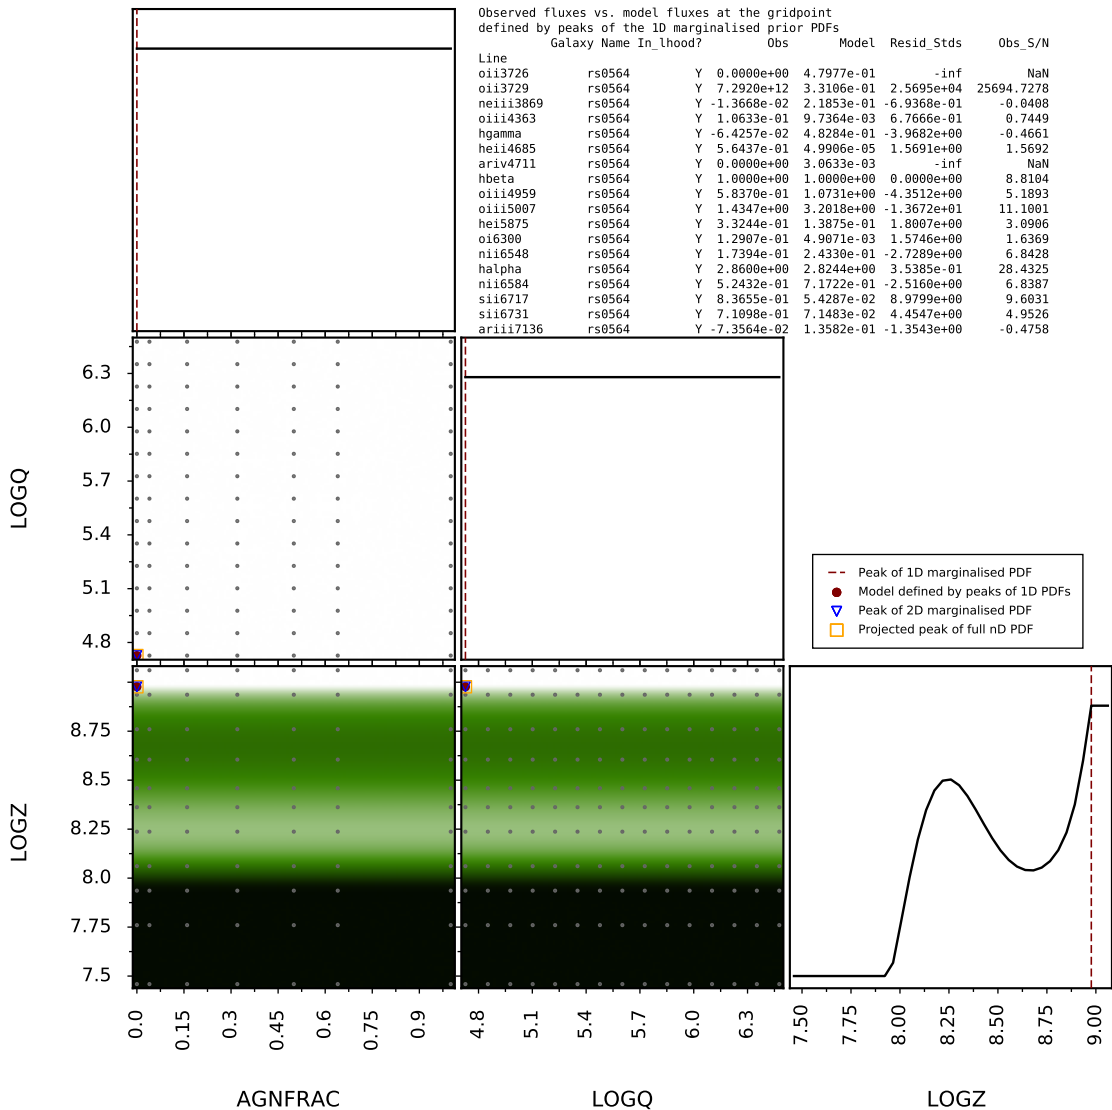 Observed fluxes vs. model fluxes at the gridpoint
defined by peaks of the 1D marginalised prior PDFs
Galaxy Name In_lhood? Obs Model Resid_Stds Obs_S/N
Line
oii3726 rs0564 Y 0.0000e+00 4.7977e-01 -inf NaN
oii3729 rs0564 Y 7.2920e+12 3.3106e-01 2.5695e+04 25694.7278
neiii3869 rs0564 Y -1.3668e-02 2.1853e-01 -6.9368e-01 -0.0408
oiii4363 rs0564 Y 1.0633e-01 9.7364e-03 6.7666e-01 0.7449
hgamma rs0564 Y -6.4257e-02 4.8284e-01 -3.9682e+00 -0.4661
heii4685 rs0564 Y 5.6437e-01 4.9906e-05 1.5691e+00 1.5692
ariv4711 rs0564 Y 0.0000e+00 3.0633e-03 -inf NaN
hbeta rs0564 Y 1.0000e+00 1.0000e+00 0.0000e+00 8.8104
oiii4959 rs0564 Y 5.8370e-01 1.0731e+00 -4.3512e+00 5.1893
oiii5007 rs0564 Y 1.4347e+00 3.2018e+00 -1.3672e+01 11.1001
hei5875 rs0564 Y 3.3244e-01 1.3875e-01 1.8007e+00 3.0906
oi6300 rs0564 Y 1.2907e-01 4.9071e-03 1.5746e+00 1.6369
nii6548 rs0564 Y 1.7394e-01 2.4330e-01 -2.7289e+00 6.8428
halpha rs0564 Y 2.8600e+00 2.8244e+00 3.5385e-01 28.4325
nii6584 rs0564 Y 5.2432e-01 7.1722e-01 -2.5160e+00 6.8387
sii6717 rs0564 Y 8.3655e-01 5.4287e-02 8.9799e+00 9.6031
sii6731 rs0564 Y 7.1098e-01 7.1483e-02 4.4547e+00 4.9526
ariii7136 rs0564 Y -7.3564e-02 1.3582e-01 -1.3543e+00 -0.4758
LOGQ
6.3
6.0
5.7
5.4
5.1
4.8
Peak of 1D marginalised PDF
Model defined by peaks of 1D PDFs
Peak of 2D marginalised PDF
Projected peak of full nD PDF
LOGZ
8.75
8.5
8.25
8.0
7.75
7.5
0.0 0.15 0.3 0.45 0.6 0.75 0.9
4.8 5.1 5.4 5.7 6.0 6.3
7.50 7.75 8.00 8.25 8.50 8.75 9.00
AGNFRAC LOGQ LOGZ